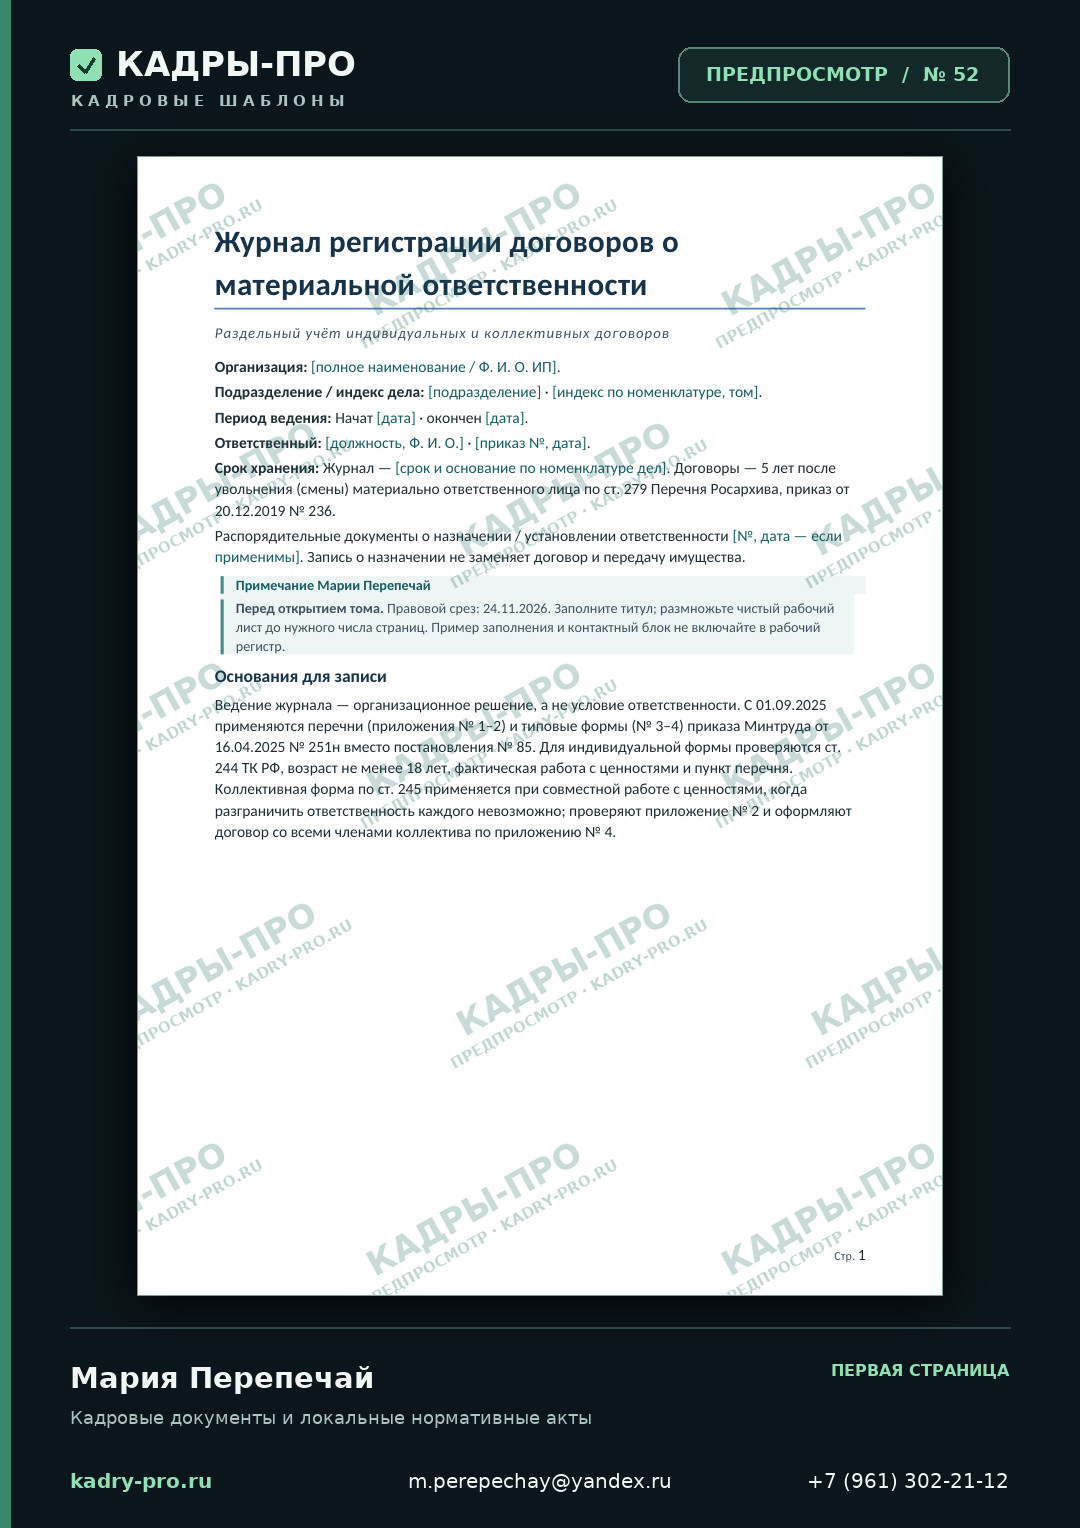 КАДРЫ-ПРО
КАДРОВЫЕ ШАБЛОНЫ
ПРЕДПРОСМОТР / № 52
Журнал регистрации договоров о
материальной ответственности
Раздельный учёт индивидуальных и коллективных договоров
Организация: [полное наименование / Ф. И. О. ИП].
Подразделение / индекс дела: [подразделение] · [индекс по номенклатуре, том].
Период ведения: Начат [дата] · окончен [дата].
Ответственный: [должность, Ф. И. О.] · [приказ №, дата].
Срок хранения: Журнал — [срок и основание по номенклатуре дел]. Договоры — 5 лет после
увольнения (смены) материально ответственного лица по ст. 279 Перечня Росархива, приказ от
20.12.2019 № 236.
Распорядительные документы о назначении / установлении ответственности [№, дата — если
применимы]. Запись о назначении не заменяет договор и передачу имущества.
Примечание Марии Перепечай
Перед открытием тома. Правовой срез: 24.11.2026. Заполните титул; размножьте чистый рабочий
лист до нужного числа страниц. Пример заполнения и контактный блок не включайте в рабочий
регистр.
Основания для записи
Ведение журнала — организационное решение, а не условие ответственности. С 01.09.2025
применяются перечни (приложения № 1–2) и типовые формы (№ 3–4) приказа Минтруда от
16.04.2025 № 251н вместо постановления № 85. Для индивидуальной формы проверяются ст.
244 ТК РФ, возраст не менее 18 лет, фактическая работа с ценностями и пункт перечня.
Коллективная форма по ст. 245 применяется при совместной работе с ценностями, когда
разграничить ответственность каждого невозможно; проверяют приложение № 2 и оформляют
договор со всеми членами коллектива по приложению № 4.
КАДРЫ-ПРО
ПРЕДПРОСМОТР · KADRY-PRO.RU
Стр. 1
Мария Перепечай
ПЕРВАЯ СТРАНИЦА
Кадровые документы и локальные нормативные акты
kadry-pro.ru
m.perepechay@yandex.ru
+7 (961) 302-21-12